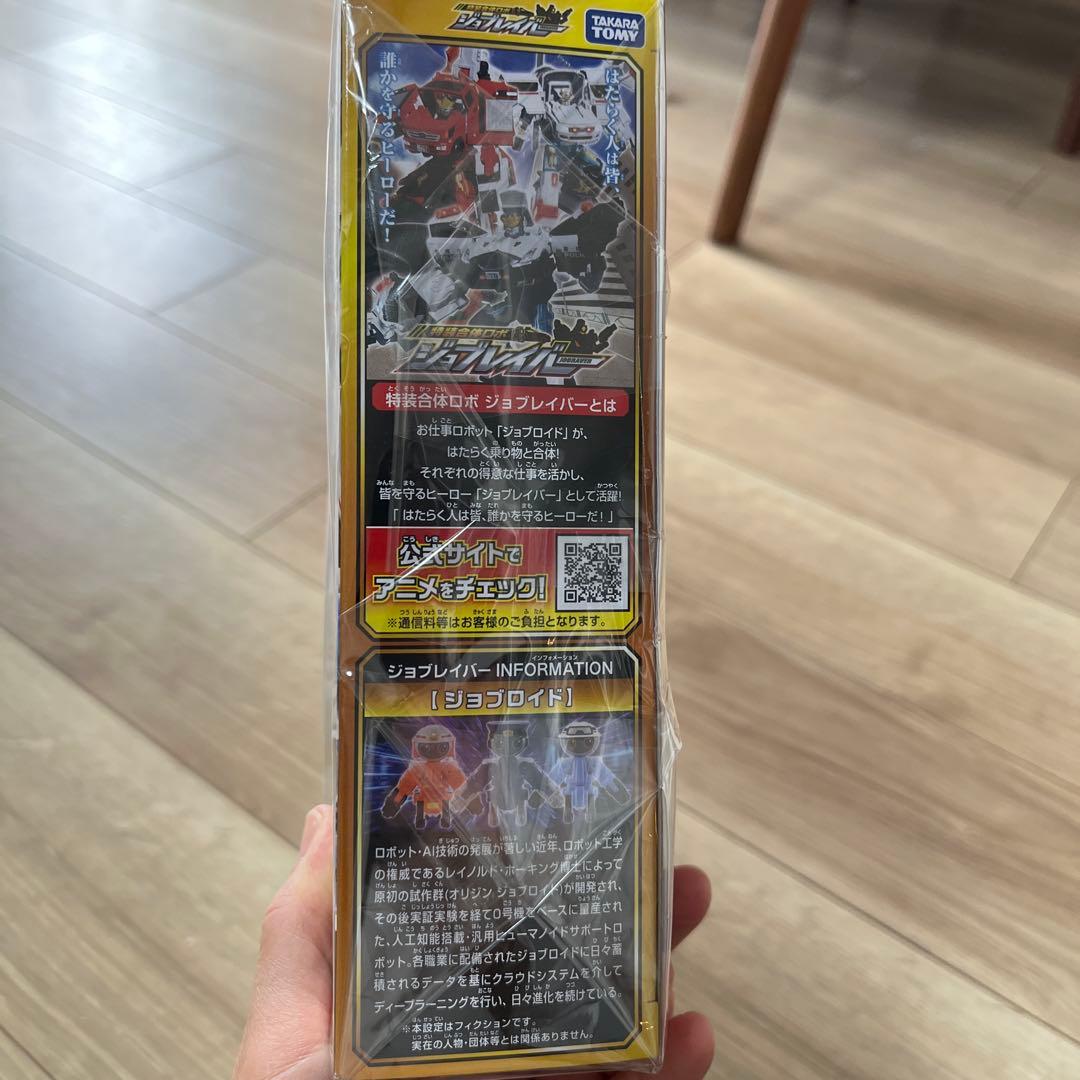 特装合体ロボ
ジョブレイバー
TAKARA
TOMY
はたらく人は皆、
誰かを守るヒーローだ!
特装合体ロボ
ジョブレイバー
JOBRAVER
特装合体ロボ ジョブレイバーとは
お仕事ロボット「ジョブロイド」が、
はたらく乗り物と合体!
それぞれの得意な仕事を活かし、
皆を守るヒーロー「ジョブレイバー」として活躍!
「はたらく人は皆、誰かを守るヒーローだ!」
公式サイトで
アニメをチェック!
※通信料等はお客様のご負担となります。
ジョブレイバー INFORMATION
【ジョブロイド】
ロボット・AI技術の発展が著しい近年、ロボット工学
の権威であるレイノルド・ホーキング博士によって
原初の試作群(オリジン ジョブロイド)が開発され、
その後実証実験を経て0号機をベースに量産され
た、人工知能搭載・汎用ヒューマノイドサポートロ
ボット。各職業に配備されたジョブロイドに日々蓄
積されるデータを基にクラウドシステムを介して
ディープラーニングを行い、日々進化を続けている。
※本設定はフィクションです。
実在の人物・団体等とは関係ありません。